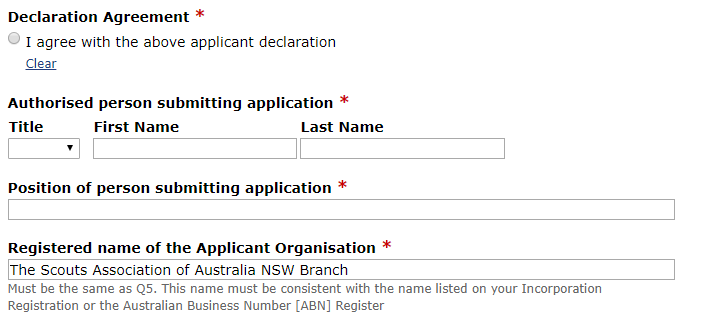 Declaration Agreement *
I agree with the above applicant declaration
Clear
Authorised person submitting application *
Title First Name Last Name
Position of person submitting application *
Registered name of the Applicant Organisation *
The Scouts Association of Australia NSW Branch
Must be the same as Q5. This name must be consistent with the name listed on your Incorporation
Registration or the Australian Business Number [ABN] Register